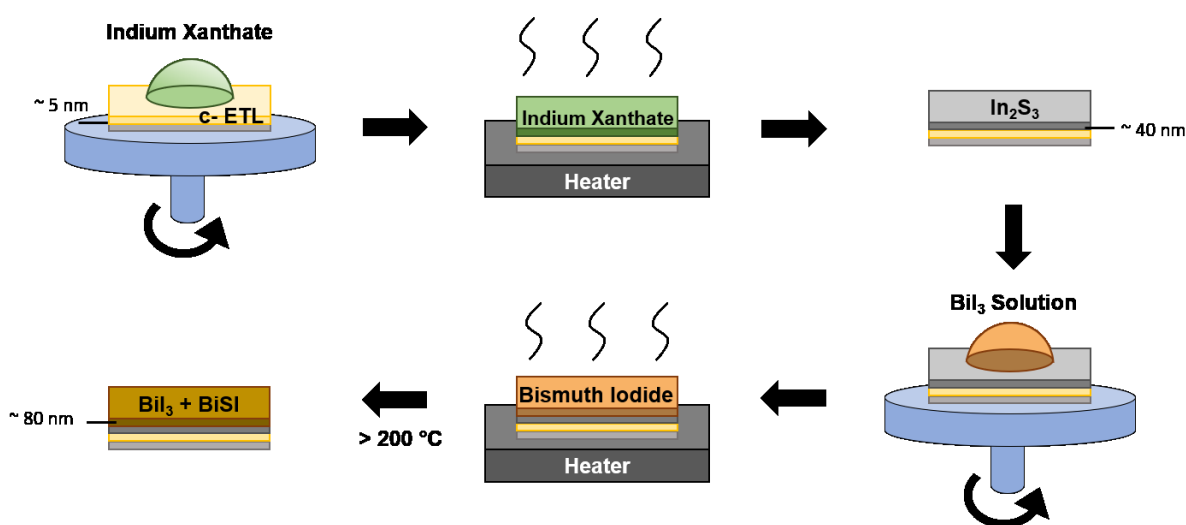 Indium Xanthate
~ 5 nm
c- ETL
Indium Xanthate
Heater
In₂S₃
~ 40 nm
BiI₃ Solution
Bismuth Iodide
Heater
> 200 °C
BiI₃ + BiSI
~ 80 nm